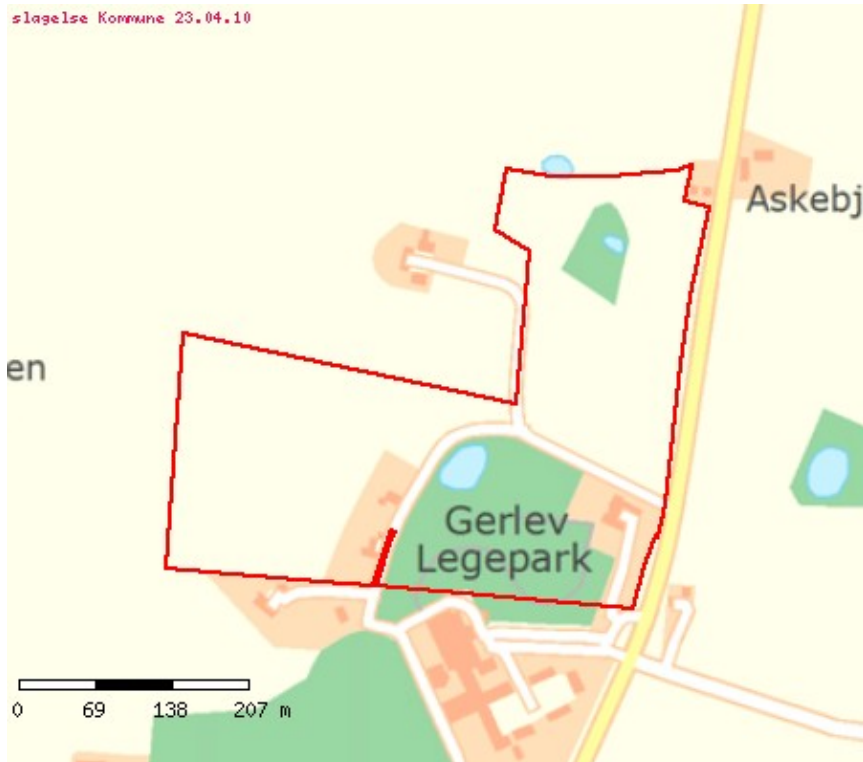 slagelse Kommune 23.04.10
Askebj
en
Gerlev
Legepark
0 69 138 207 m